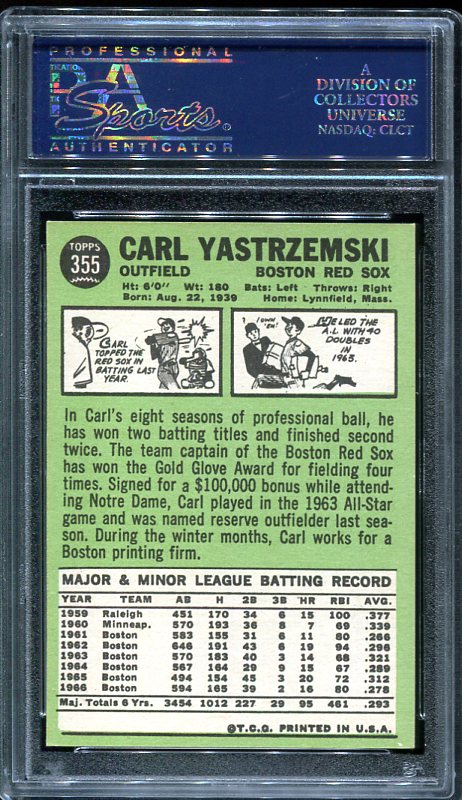 PROFESSIONAL
PSA
Sports®
AUTHENTICATOR
A
DIVISION OF
COLLECTORS
UNIVERSE
NASDAQ: CLCT
TOPPS
355
CARL YASTRZEMSKI
OUTFIELD BOSTON RED SOX
Ht: 6'0" Wt: 180 Bats: Left Throws: Right
Born: Aug. 22, 1939 Home: Lynnfield, Mass.
CARL
TOPPED THE
RED SOX IN
BATTING LAST
YEAR.
I OWN
'EM!
HE LED THE
A.L WITH 40
DOUBLES
IN
1963.
In Carl's eight seasons of professional ball, he
has won two batting titles and finished second
twice. The team captain of the Boston Red Sox
has won the Gold Glove Award for fielding four
times. Signed for a $100,000 bonus while attend-
ing Notre Dame, Carl played in the 1963 All-Star
game and was named reserve outfielder last sea-
son. During the winter months, Carl works for a
Boston printing firm.
MAJOR & MINOR LEAGUE BATTING RECORD
YEAR TEAM AB H 2B 3B HR RBI AVG.
1959 Raleigh 451 170 34 6 15 100 .377
1960 Minneap. 570 193 36 8 7 69 .339
1961 Boston 583 155 31 6 11 80 .266
1962 Boston 646 191 43 6 19 94 .296
1963 Boston 570 183 40 3 14 68 .321
1964 Boston 567 164 29 9 15 67 .289
1965 Boston 494 154 45 3 20 72 .312
1966 Boston 594 165 39 2 16 80 .278
Maj. Totals 6 Yrs. 3454 1012 227 29 95 461 .293
©T.C.G. PRINTED IN U.S.A.